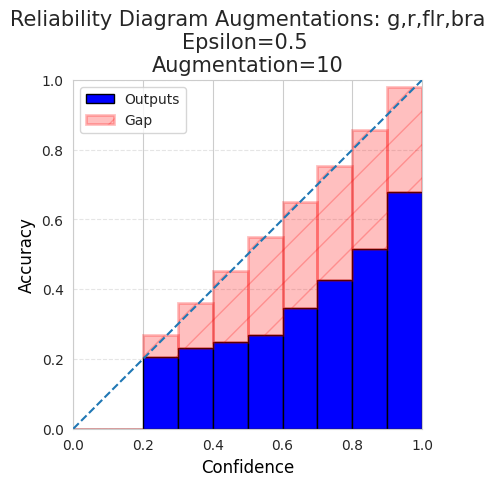 Reliability Diagram Augmentations: g,r,flr,bra
Epsilon=0.5
Augmentation=10
Outputs
Gap
Accuracy
1.0
0.8
0.6
0.4
0.2
0.0
0.0 0.2 0.4 0.6 0.8 1.0
Confidence